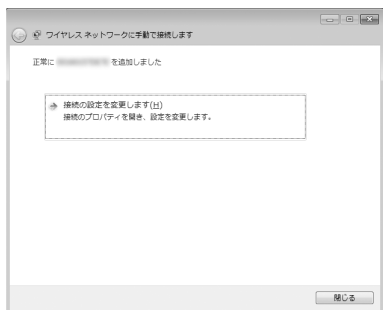 ワイヤレス ネットワークに手動で接続します
正常に を追加しました
接続の設定を変更します(H)
接続のプロパティを開き、設定を変更します。
閉じる